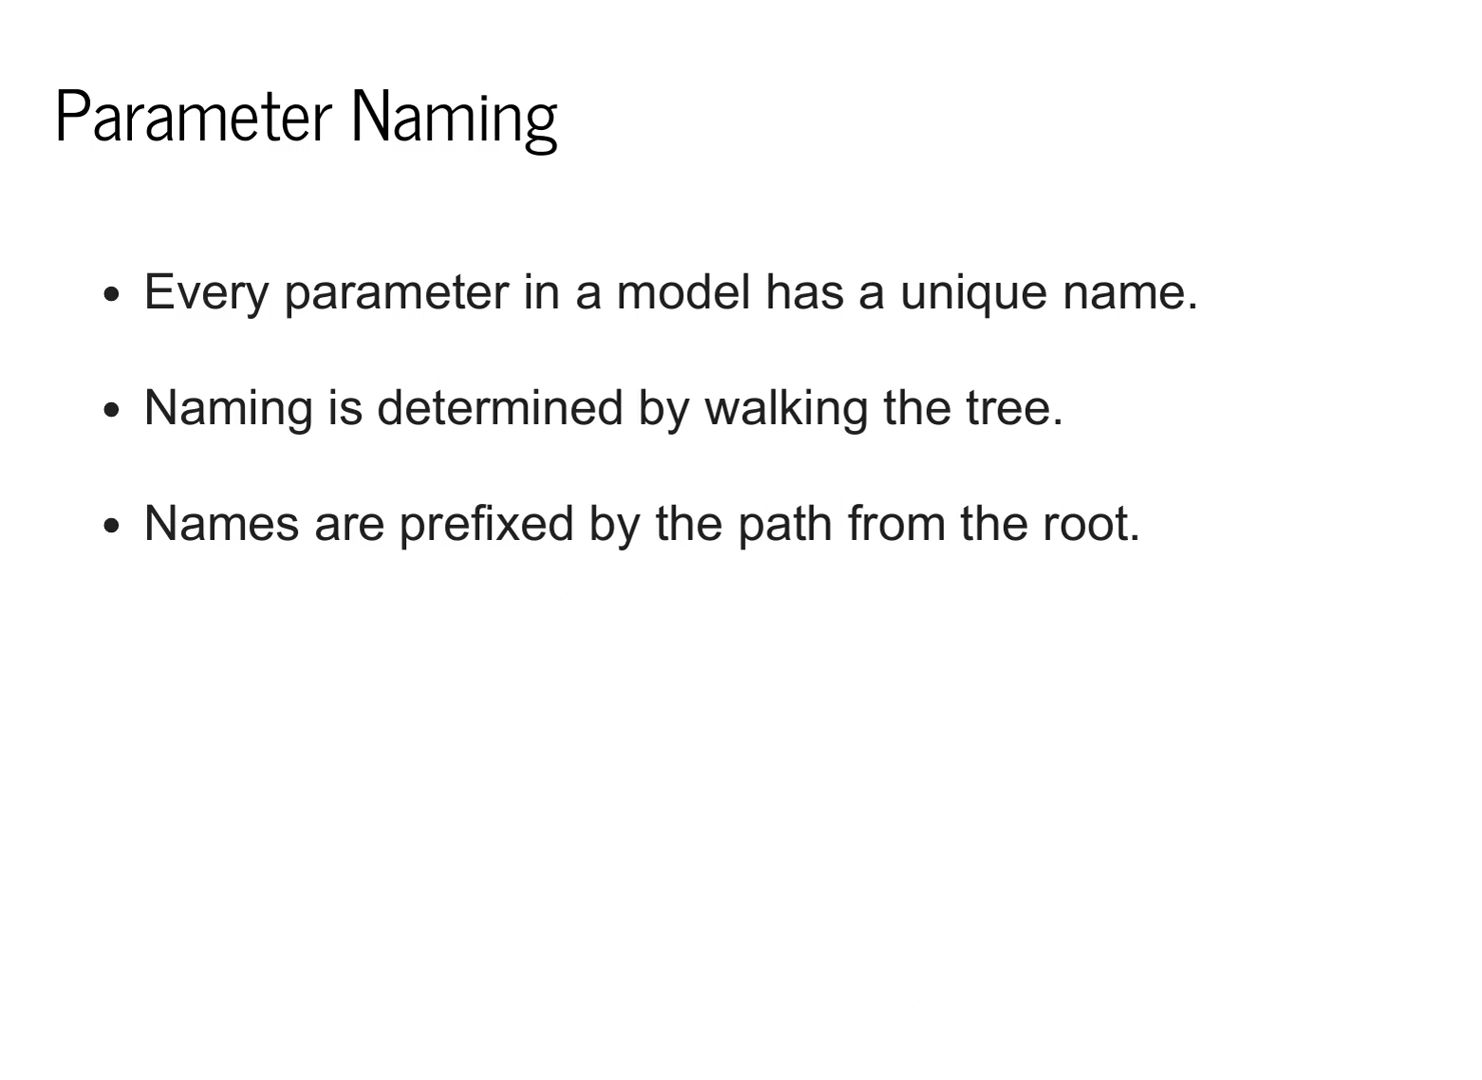 Parameter Naming
• Every parameter in a model has a unique name.
• Naming is determined by walking the tree.
• Names are prefixed by the path from the root.